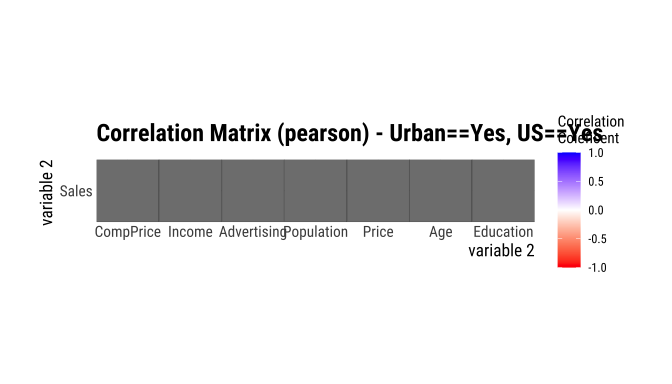 Correlation Matrix (pearson) - Urban==Yes, US==Yes
Correlation
Coiefficent
1.0
0.5
0.0
-0.5
-1.0
variable 2
Sales
CompPrice Income Advertising Population Price Age Education
variable 2